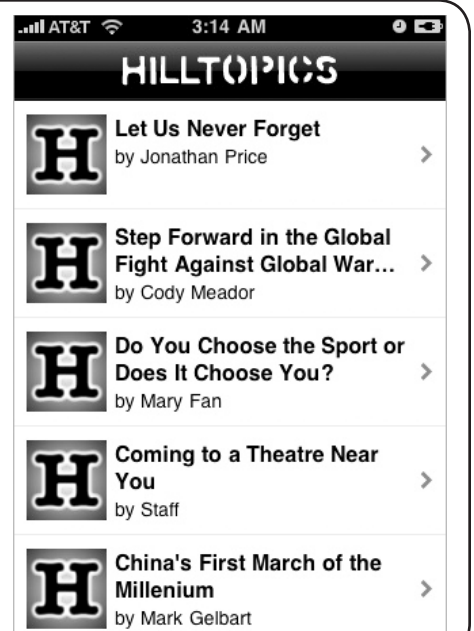 AT&T 3:14 AM
HILLTOPICS
H
Let Us Never Forget
by Jonathan Price
H
Step Forward in the Global
Fight Against Global War...
by Cody Meador
H
Do You Choose the Sport or
Does It Choose You?
by Mary Fan
H
Coming to a Theatre Near
You
by Staff
H
China's First March of the
Millenium
by Mark Gelbart